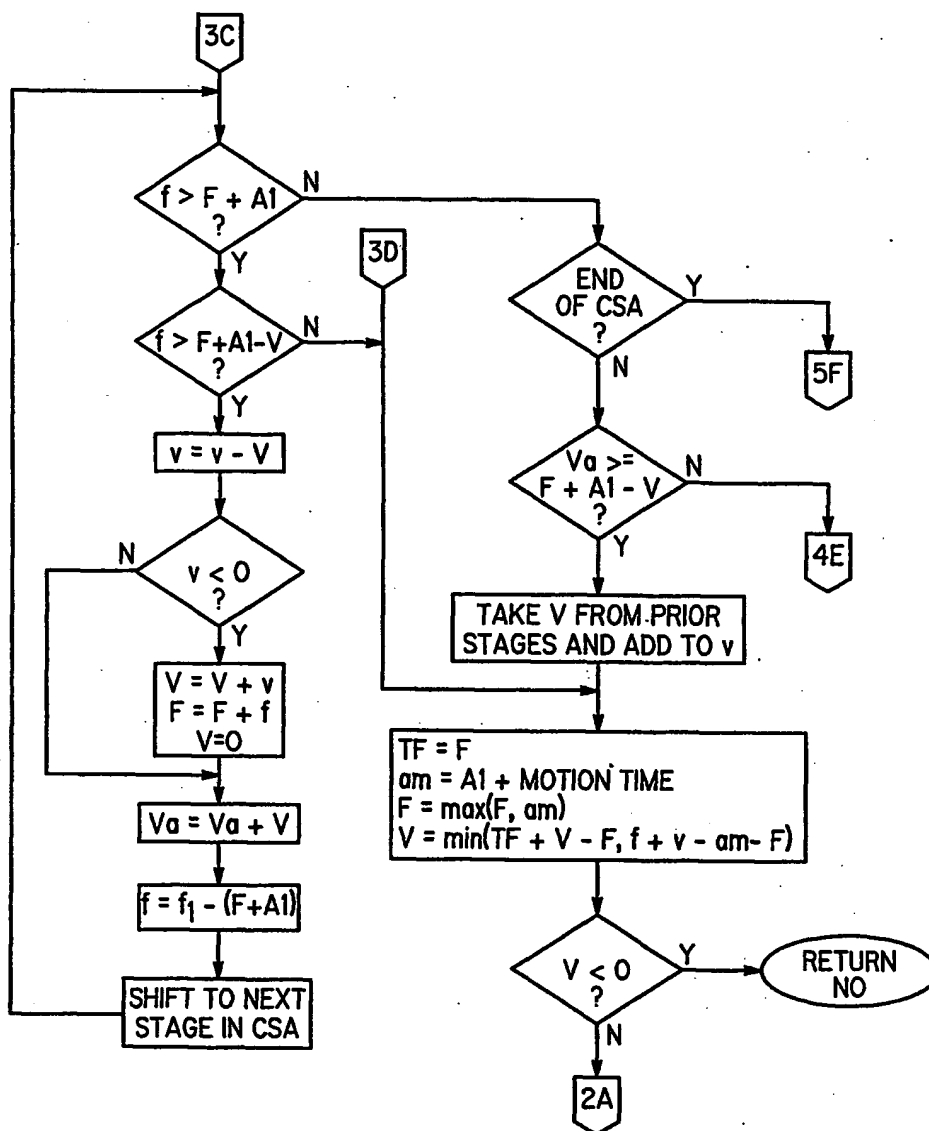 3C
f > F + A1
?
N
Y
3D
f > F+A1-V
?
N
Y
v = v - V
v < 0
?
N
Y
V = V + v
F = F + f
V=0
Va = Va + V
f = f1 - (F+A1)
SHIFT TO NEXT
STAGE IN CSA
END
OF CSA
?
Y
N
5F
Va >=
F + A1 - V
?
N
Y
4E
TAKE V FROM PRIOR
STAGES AND ADD TO v
TF = F
am = A1 + MOTION TIME
F = max(F, am)
V = min(TF + V - F, f + v - am- F)
V < 0
?
Y
N
RETURN
NO
2A